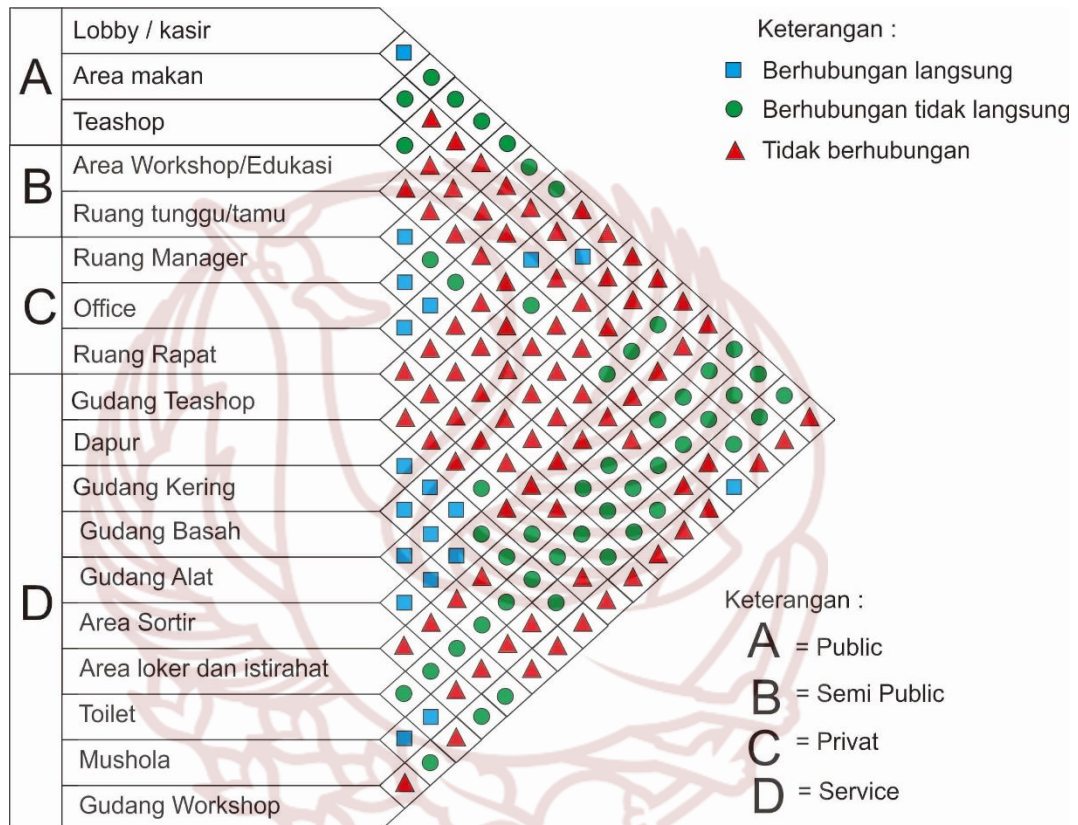 A
Lobby / kasir
Area makan
Teashop
B
Area Workshop/Edukasi
Ruang tunggu/tamu
C
Ruang Manager
Office
Ruang Rapat
D
Gudang Teashop
Dapur
Gudang Kering
Gudang Basah
Gudang Alat
Area Sortir
Area loker dan istirahat
Toilet
Mushola
Gudang Workshop
Keterangan :
Berhubungan langsung
Berhubungan tidak langsung
Tidak berhubungan
Keterangan :
A = Public
B = Semi Public
C = Privat
D = Service